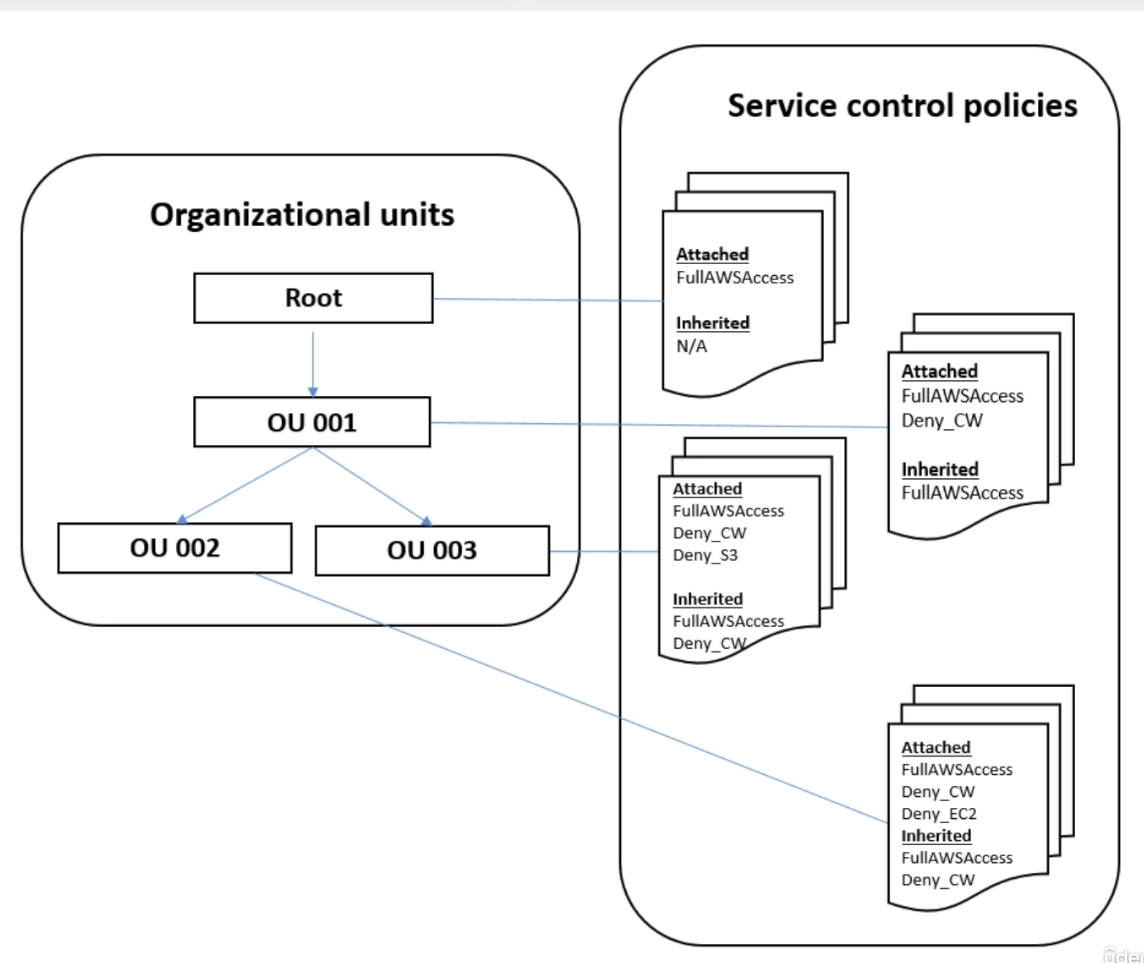 Service control policies
Organizational units
Root
OU 001
OU 002
OU 003
Attached
FullAWSAccess
Inherited
N/A
Attached
FullAWSAccess
Deny_CW
Inherited
FullAWSAccess
Attached
FullAWSAccess
Deny_CW
Deny_S3
Inherited
FullAWSAccess
Deny_CW
Attached
FullAWSAccess
Deny_CW
Deny_EC2
Inherited
FullAWSAccess
Deny_CW